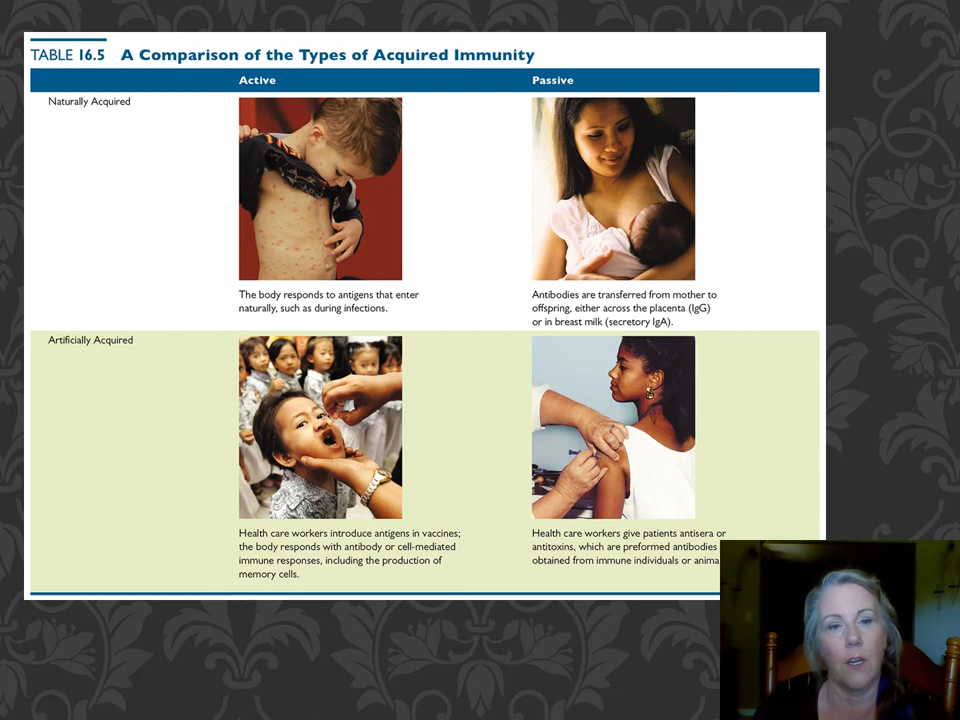 TABLE 16.5 A Comparison of the Types of Acquired Immunity
Active Passive
Naturally Acquired
The body responds to antigens that enter
naturally, such as during infections.
Antibodies are transferred from mother to
offspring, either across the placenta (IgG)
or in breast milk (secretory IgA).
Artificially Acquired
Health care workers introduce antigens in vaccines;
the body responds with antibody or cell-mediated
immune responses, including the production of
memory cells.
Health care workers give patients antisera or
antitoxins, which are preformed antibodies
obtained from immune individuals or anima